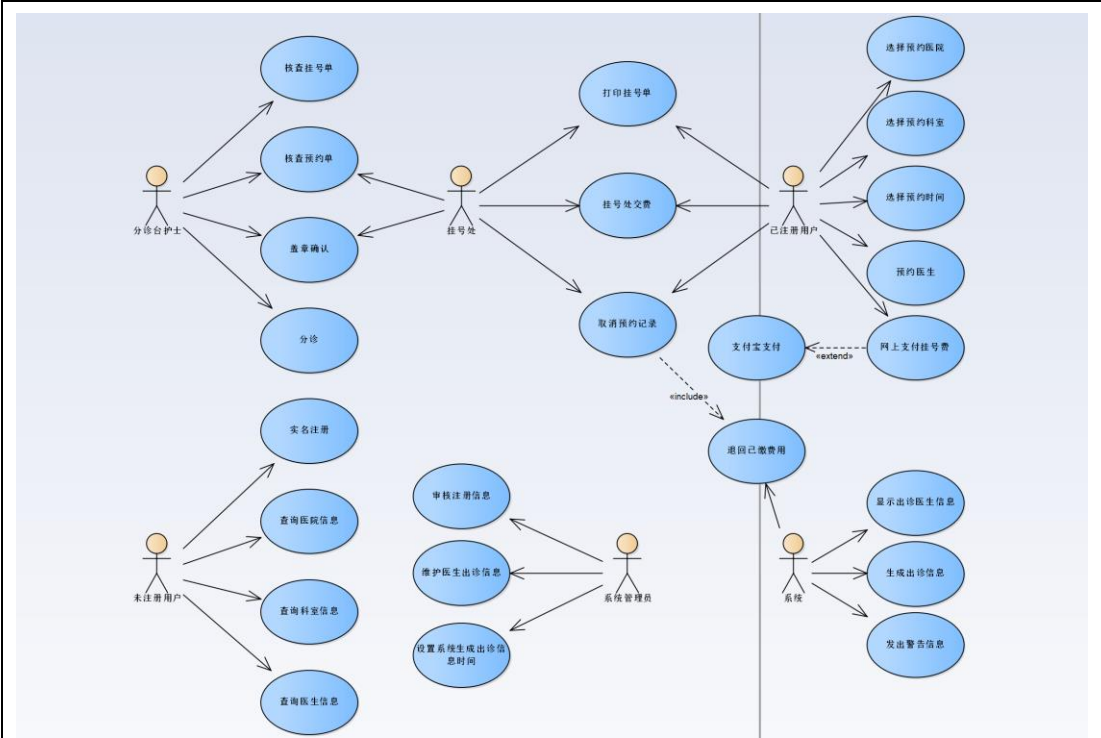 核查挂号单
核查预约单
盖章确认
分诊
分诊台护士
挂号处
打印挂号单
挂号处交费
取消预约记录
已注册用户
选择预约医院
选择预约科室
选择预约时间
预约医生
网上支付挂号费
支付宝支付
«extend»
«include»
退回已缴费用
实名注册
查询医院信息
查询科室信息
查询医生信息
未注册用户
审核注册信息
维护医生出诊信息
设置系统生成出诊信
息时间
系统管理员
系统
显示出诊医生信息
生成出诊信息
发出警告信息